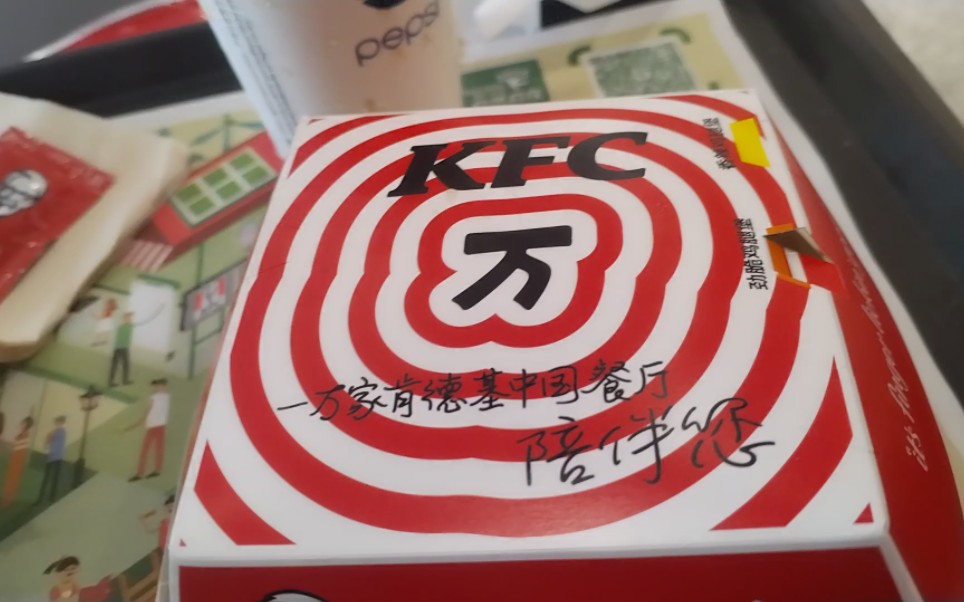 pepsi
KFC
万
一万家肯德基中国餐厅
陪伴您
劲脆鸡腿堡